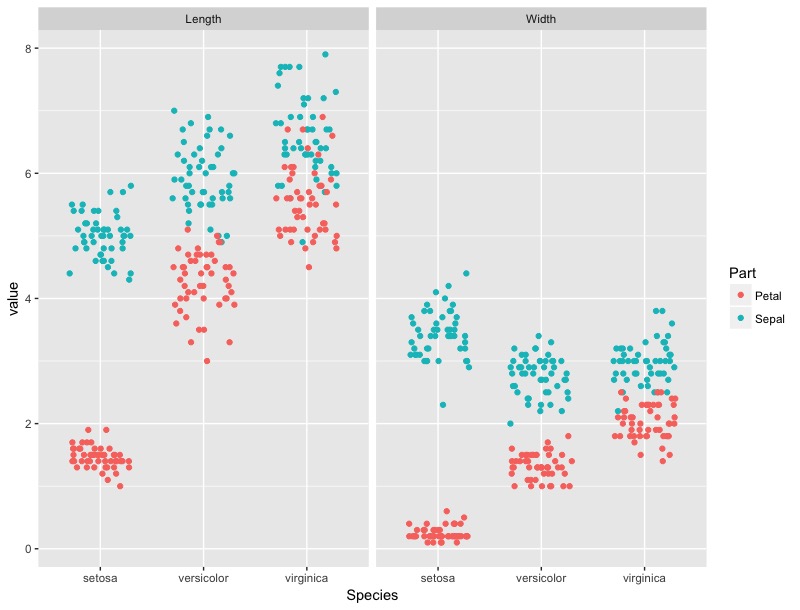 Length Width
8
6
4
2
0
value
setosa versicolor virginica setosa versicolor virginica
Species
Part
Petal
Sepal